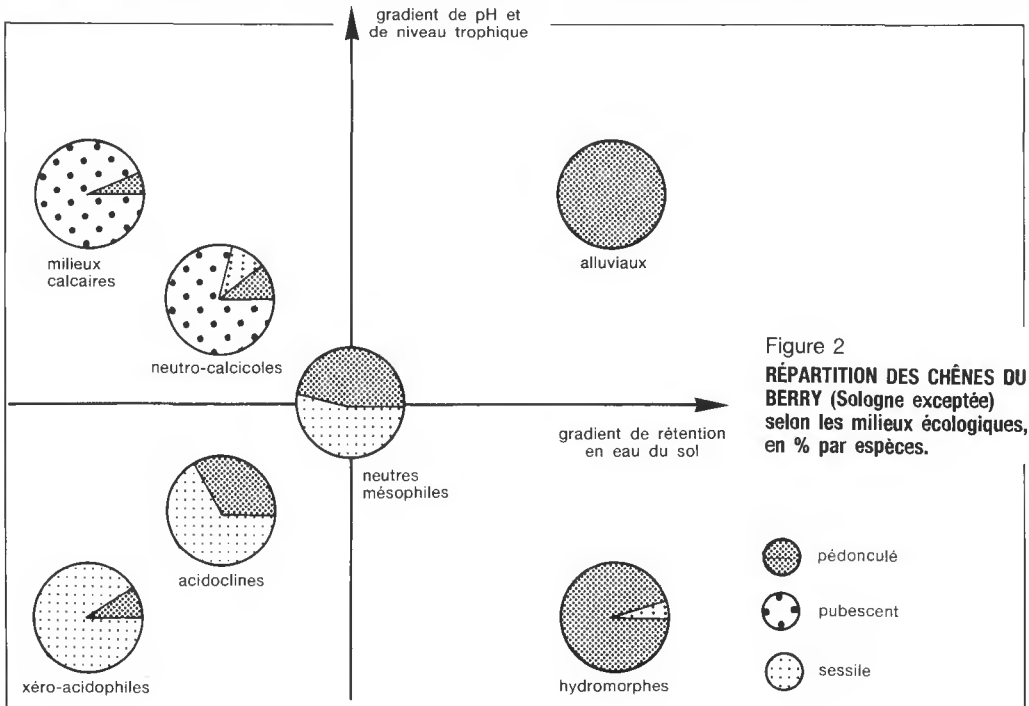 gradient de pH et
de niveau trophique
milieux
calcaires
alluviaux
neutro-calcicoles
Figure 2
RÉPARTITION DES CHÊNES DU
BERRY (Sologne exceptée)
selon les milieux écologiques,
en % par espèces.
gradient de rétention
en eau du sol
neutres
mésophiles
acidoclines
pédonculé
pubescent
sessile
xéro-acidophiles
hydromorphes